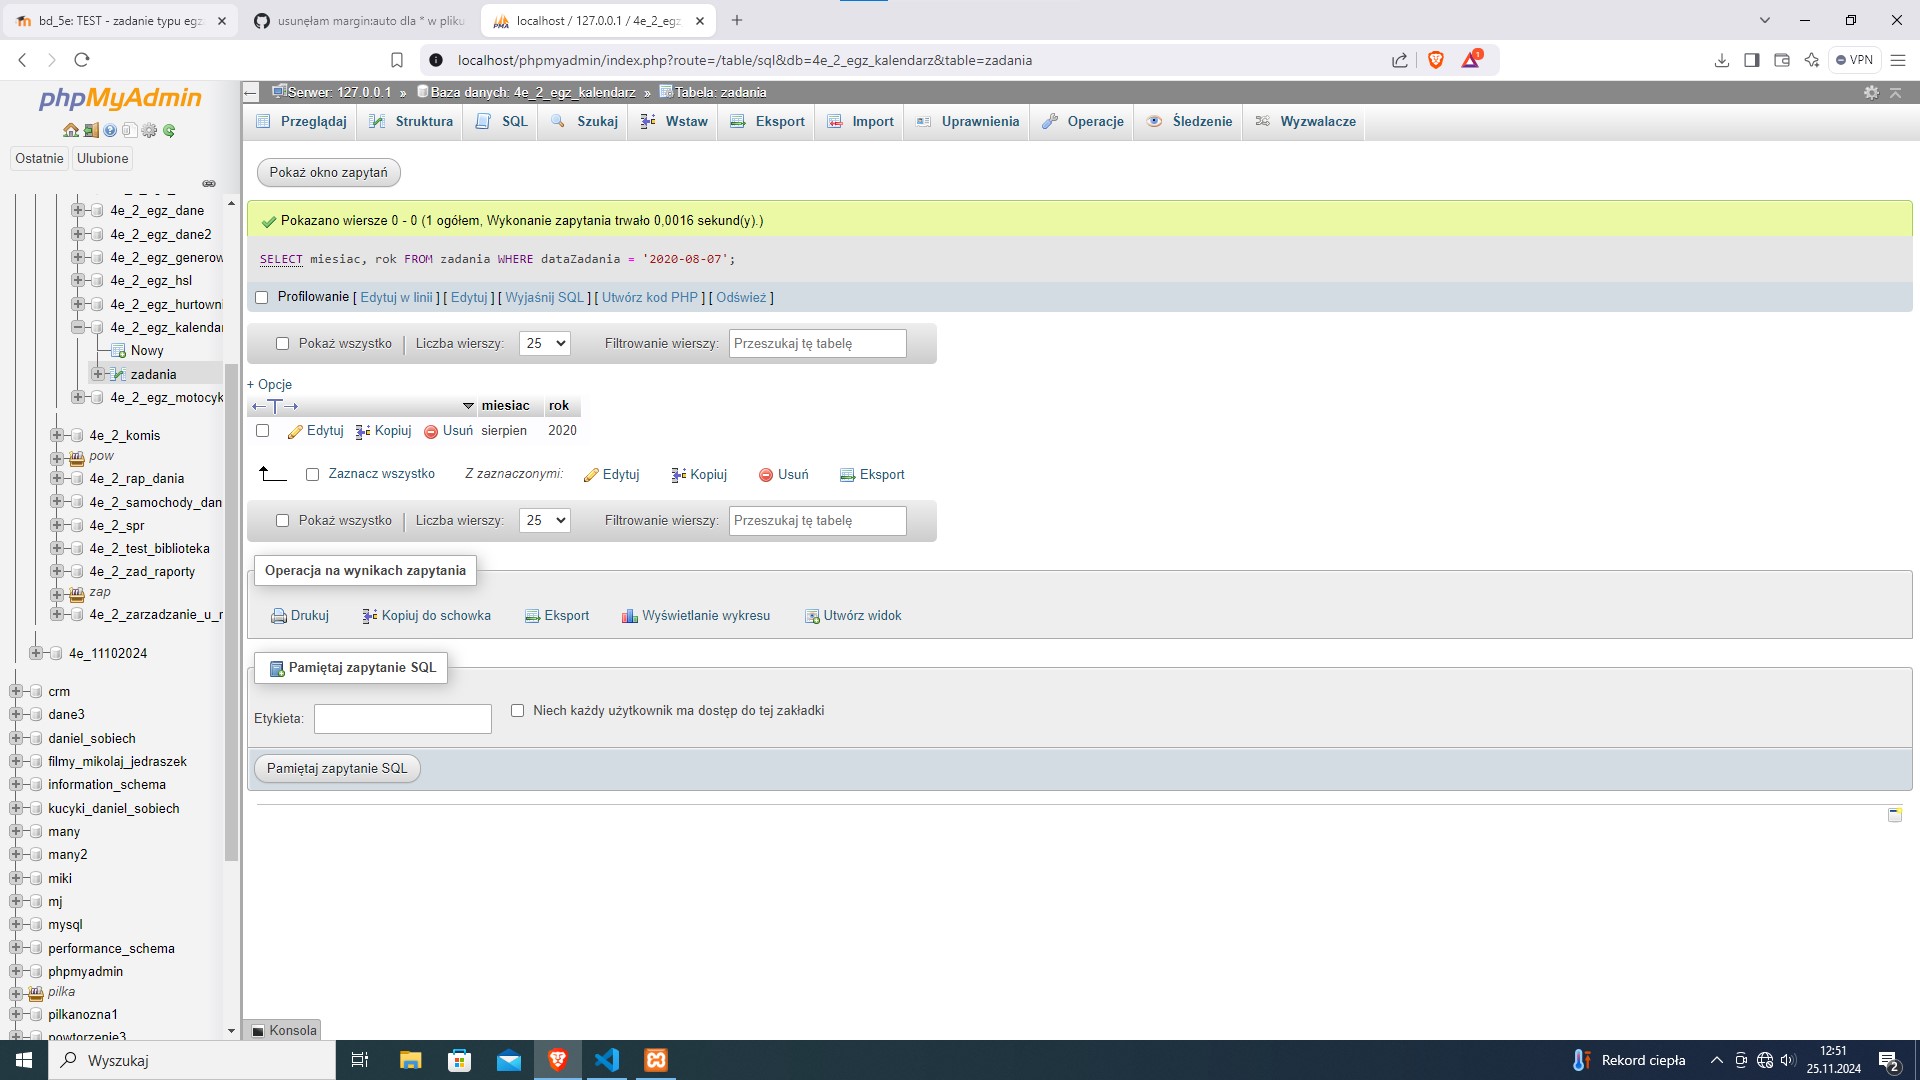 bd_5e: TEST - zadanie typu egz
usunęłam margin:auto dla * w pliku
localhost / 127.0.0.1 / 4e_2_egz
localhost/phpmyadmin/index.php?route=/table/sql&db=4e_2_egz_kalendarz&table=zadania
1
VPN
phpMyAdmin
Ostatnie
Ulubione
4e_2_egz_dane
4e_2_egz_dane2
4e_2_egz_generow
4e_2_egz_hsl
4e_2_egz_hurtowni
4e_2_egz_kalendar
Nowy
zadania
4e_2_egz_motocyk
4e_2_komis
pow
4e_2_rap_dania
4e_2_samochody_dan
4e_2_spr
4e_2_test_biblioteka
4e_2_zad_raporty
zap
4e_2_zarzadzanie_u_r
4e_11102024
crm
dane3
daniel_sobiech
filmy_mikolaj_jedraszek
information_schema
kucyki_daniel_sobiech
many
many2
miki
mj
mysql
performance_schema
phpmyadmin
pilka
pilkanozna1
powtorzenie3
Serwer: 127.0.0.1 » Baza danych: 4e_2_egz_kalendarz » Tabela: zadania
Przeglądaj Struktura SQL Szukaj Wstaw Eksport Import Uprawnienia Operacje Śledzenie Wyzwalacze
Pokaż okno zapytań
Pokazano wiersze 0 - 0 (1 ogółem, Wykonanie zapytania trwało 0,0016 sekund(y).)
SELECT miesiac, rok FROM zadania WHERE dataZadania = '2020-08-07';
Profilowanie [ Edytuj w linii ] [ Edytuj ] [ Wyjaśnij SQL ] [ Utwórz kod PHP ] [ Odśwież ]
Pokaż wszystko Liczba wierszy: 25 Filtrowanie wierszy: Przeszukaj tę tabelę
+ Opcje
miesiac rok
Edytuj Kopiuj Usuń sierpien 2020
Zaznacz wszystko Z zaznaczonymi: Edytuj Kopiuj Usuń Eksport
Pokaż wszystko Liczba wierszy: 25 Filtrowanie wierszy: Przeszukaj tę tabelę
Operacja na wynikach zapytania
Drukuj Kopiuj do schowka Eksport Wyświetlanie wykresu Utwórz widok
Pamiętaj zapytanie SQL
Etykieta: Niech każdy użytkownik ma dostęp do tej zakładki
Pamiętaj zapytanie SQL
Konsola
Wyszukaj
Rekord ciepła
12:51
25.11.2024
2